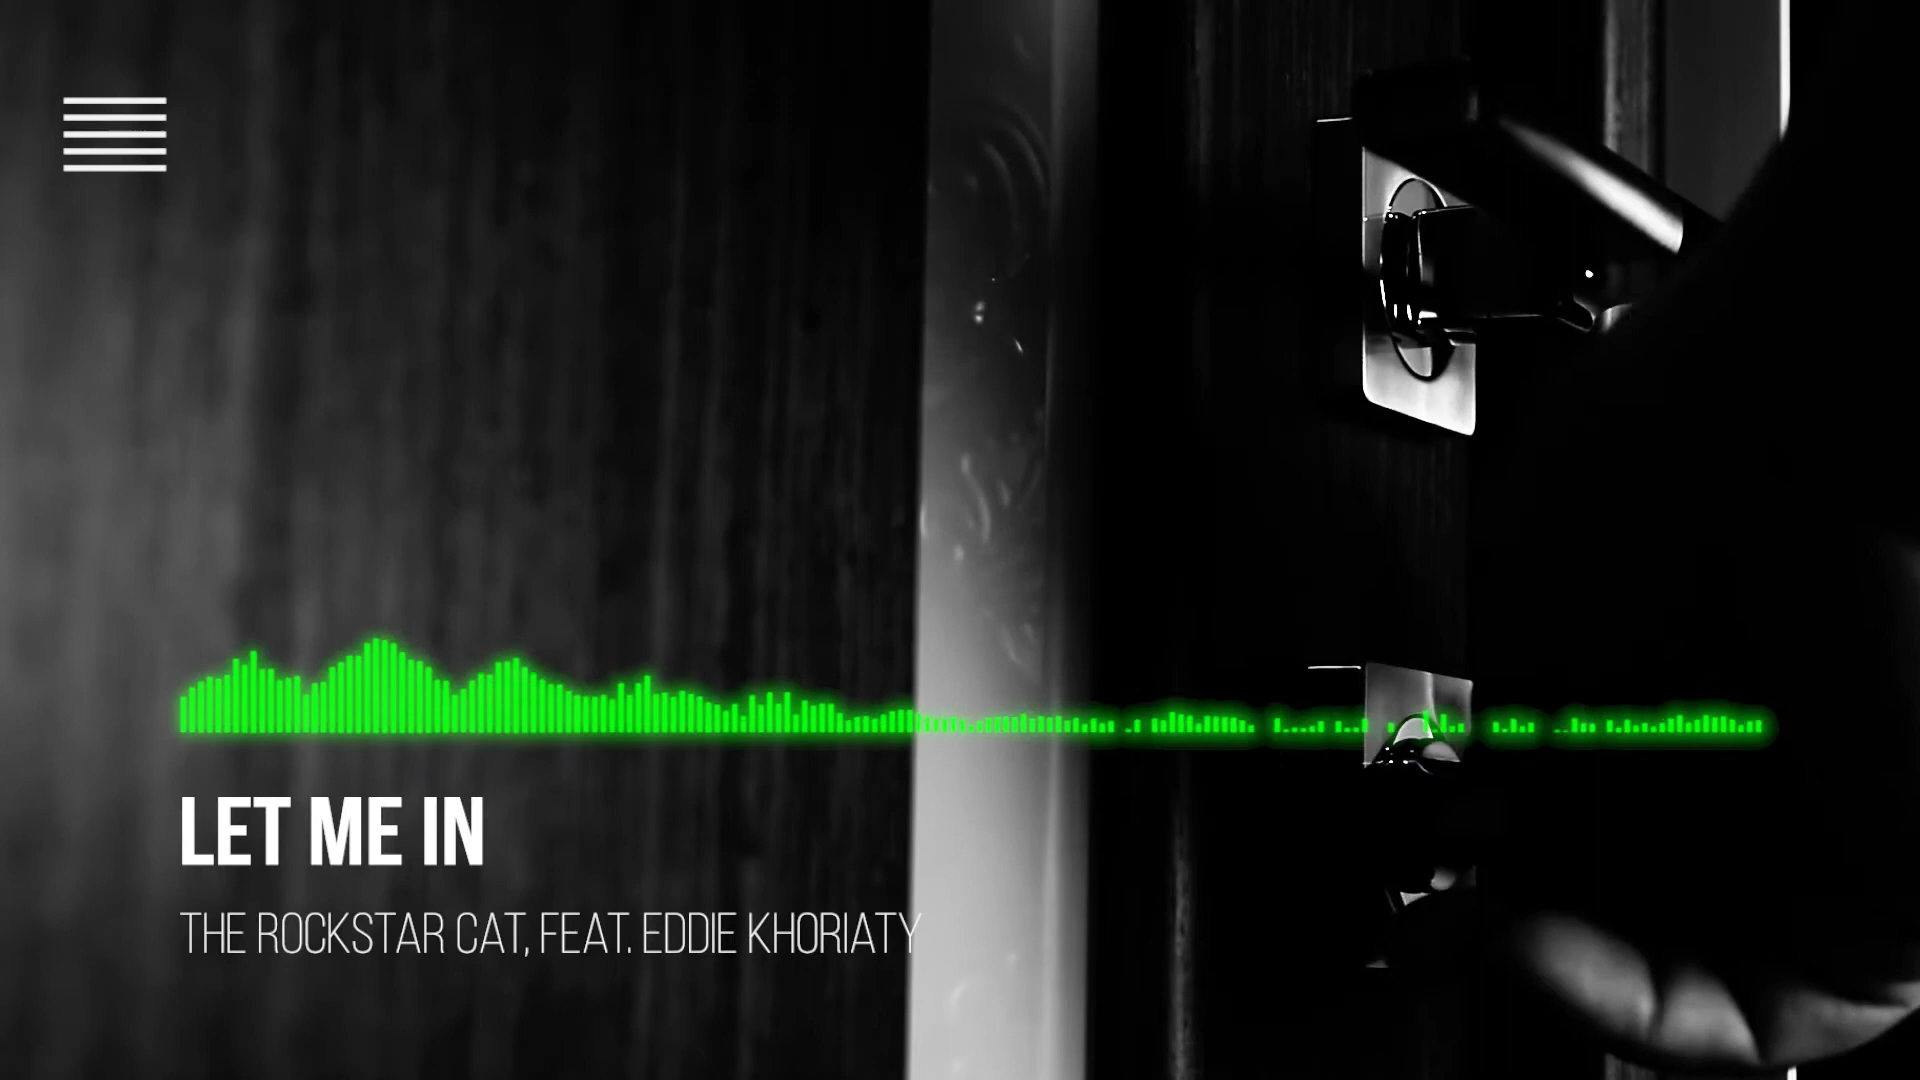 LET ME IN
THE ROCKSTAR CAT, FEAT. EDDIE KHORIATY